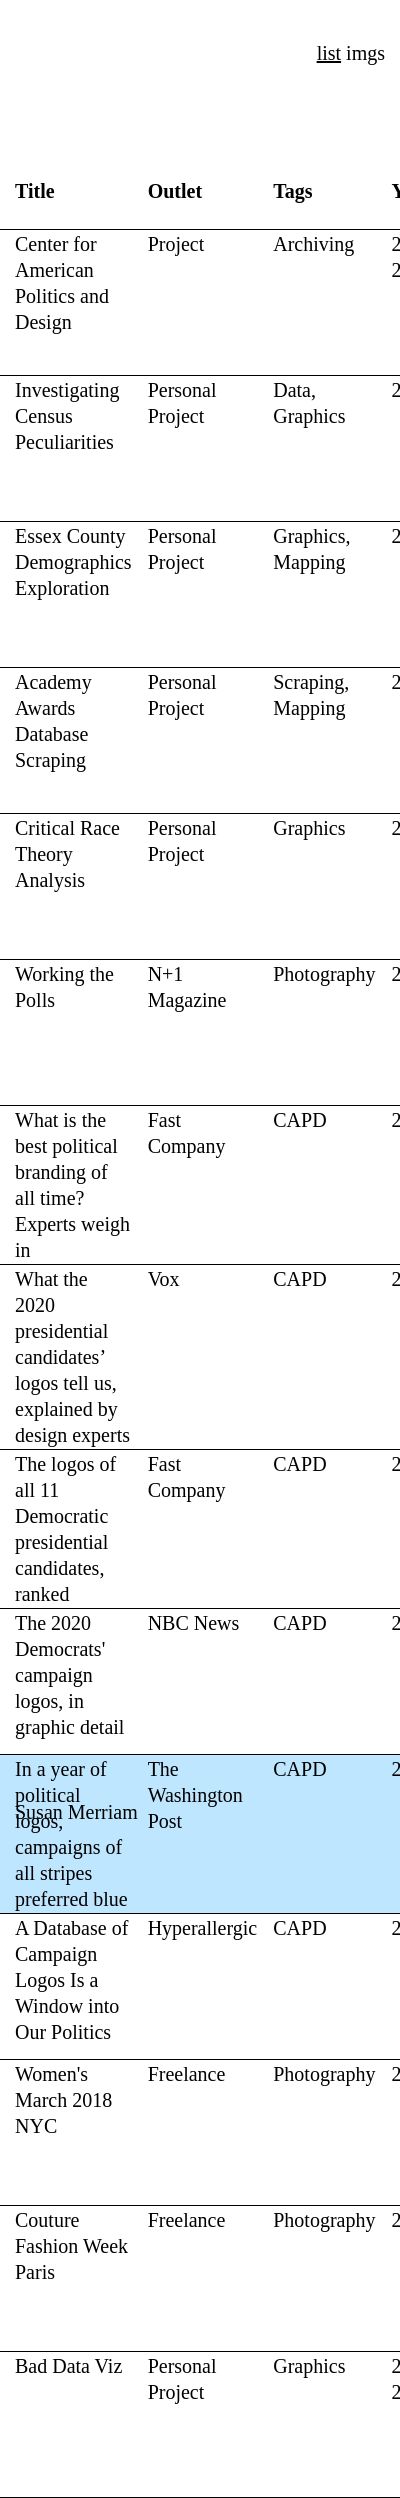 list imgs
Title Outlet Tags Y
Center for Project Archiving 2
American 2
Politics and
Design
Investigating Personal Data, 2
Census Project Graphics
Peculiarities
Essex County Personal Graphics, 2
Demographics Project Mapping
Exploration
Academy Personal Scraping, 2
Awards Project Mapping
Database
Scraping
Critical Race Personal Graphics 2
Theory Project
Analysis
Working the N+1 Photography 2
Polls Magazine
What is the Fast CAPD 2
best political Company
branding of
all time?
Experts weigh
in
What the Vox CAPD 2
2020
presidential
candidates’
logos tell us,
explained by
design experts
The logos of Fast CAPD 2
all 11 Company
Democratic
presidential
candidates,
ranked
The 2020 NBC News CAPD 2
Democrats'
campaign
logos, in
graphic detail
In a year of The CAPD 2
political Washington
Susan Merriam
logos, Post
campaigns of
all stripes
preferred blue
A Database of Hyperallergic CAPD 2
Campaign
Logos Is a
Window into
Our Politics
Women's Freelance Photography 2
March 2018
NYC
Couture Freelance Photography 2
Fashion Week
Paris
Bad Data Viz Personal Graphics 2
Project 2